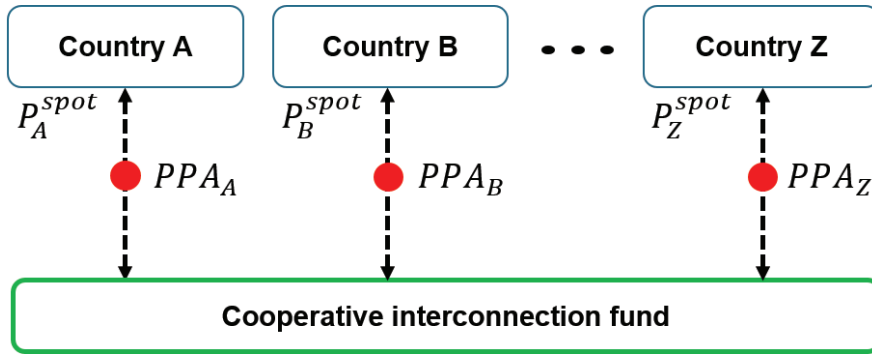 Country A
Country B
• • •
Country Z
P_A^spot
P_B^spot
P_Z^spot
PPA_A
PPA_B
PPA_Z
Cooperative interconnection fund